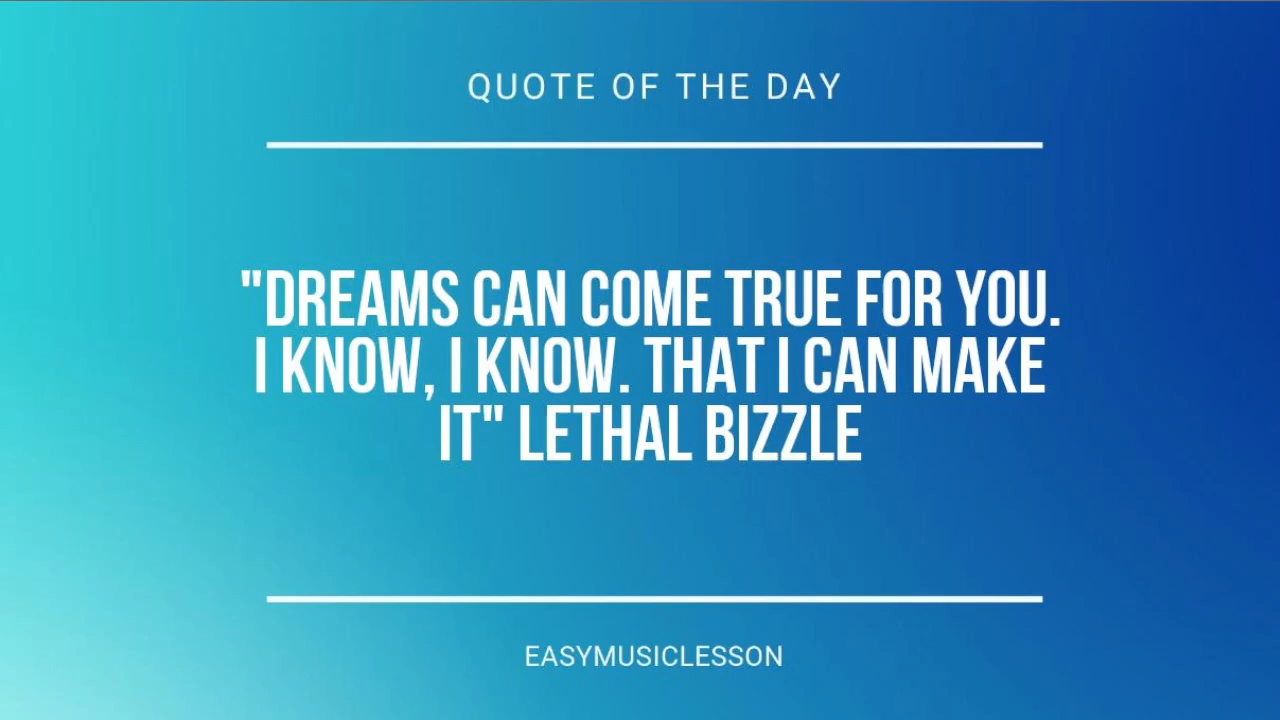 QUOTE OF THE DAY
"DREAMS CAN COME TRUE FOR YOU.
I KNOW, I KNOW. THAT I CAN MAKE
IT" LETHAL BIZZLE
EASYMUSICLESSON